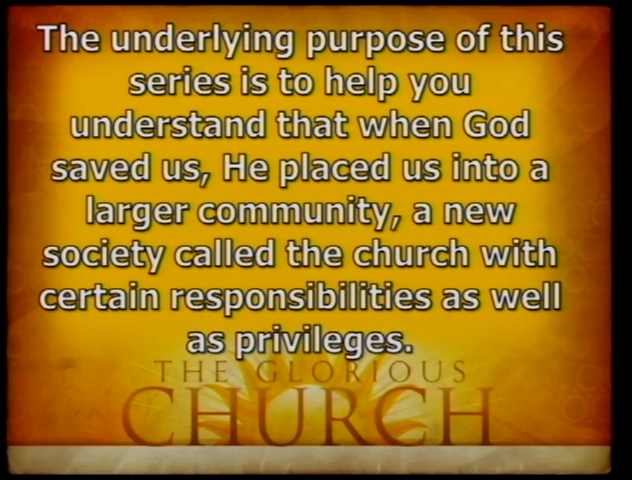 The underlying purpose of this
series is to help you
understand that when God
saved us, He placed us into a
larger community, a new
society called the church with
certain responsibilities as well
as privileges.
THE GLORIOUS
CHURCH